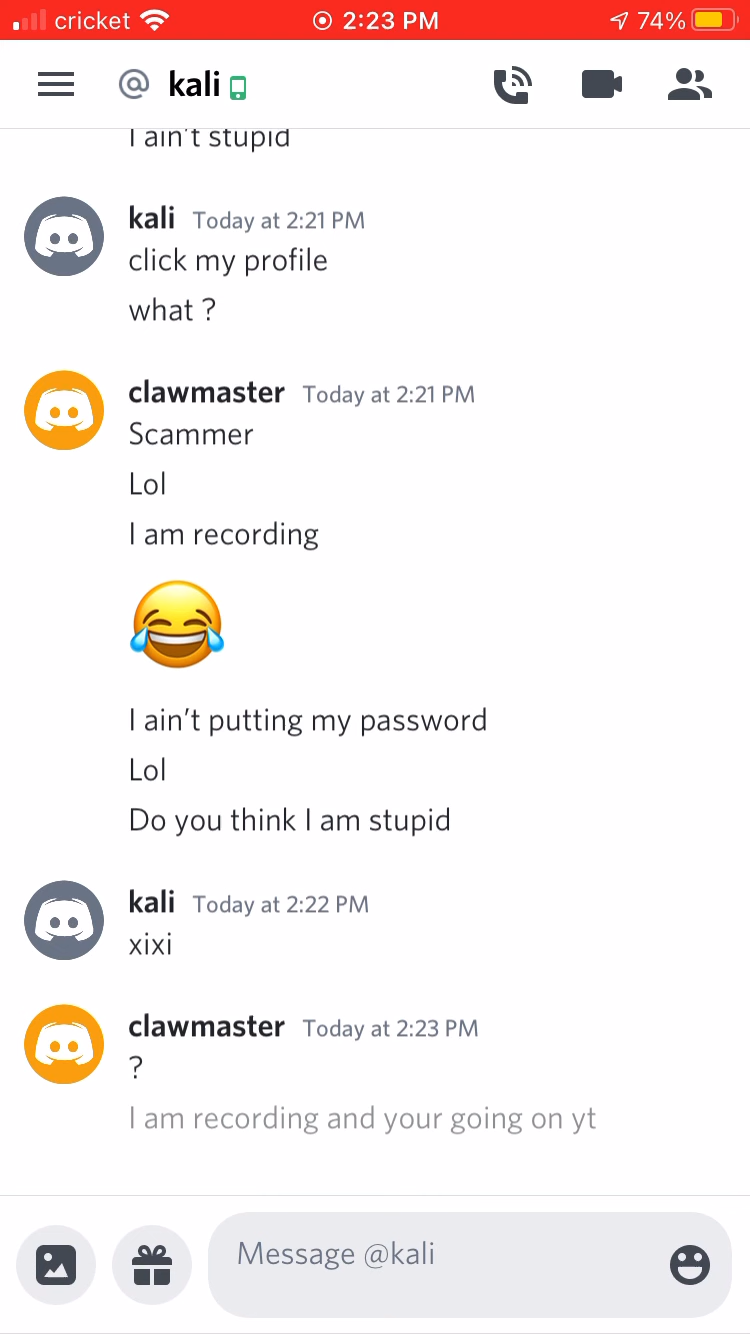 cricket 2:23 PM 74%
@ kali
I ain't stupid
kali Today at 2:21 PM
click my profile
what ?
clawmaster Today at 2:21 PM
Scammer
Lol
I am recording
I ain’t putting my password
Lol
Do you think I am stupid
kali Today at 2:22 PM
xixi
clawmaster Today at 2:23 PM
?
I am recording and your going on yt
Message @kali